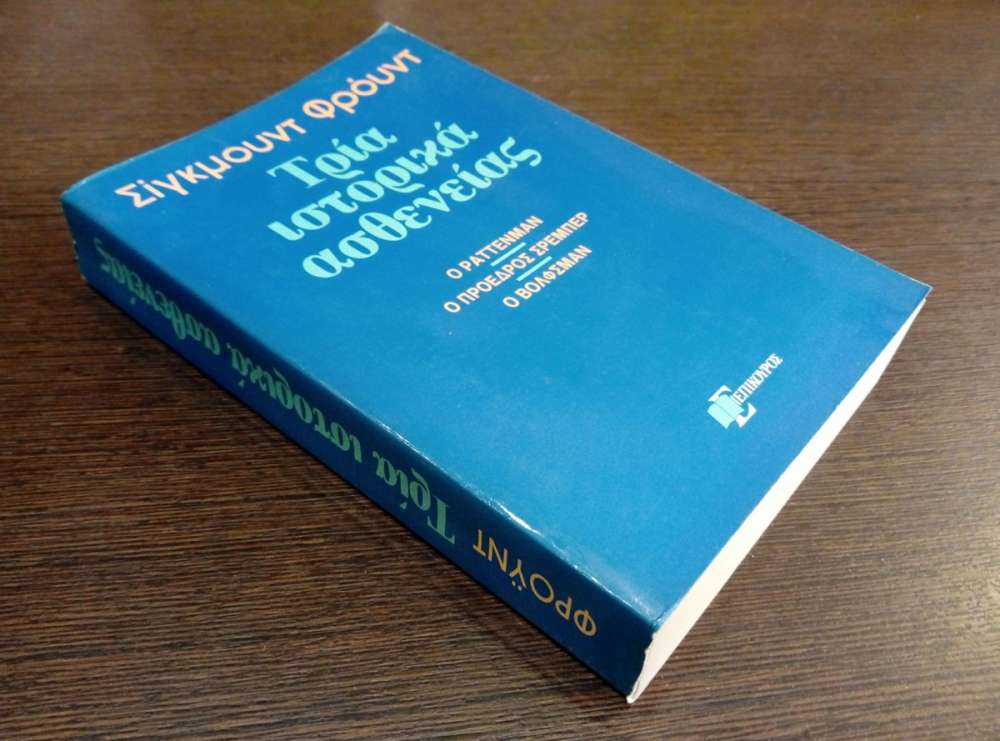 Σίγκμουντ Φρόυντ
Τρία
ιστορικά
ασθενείας
Ο ΡΑΤΤΕΝΜΑΝ
Ο ΠΡΟΕΔΡΟΣ ΣΡΕΜΠΕΡ
Ο ΒΟΛΦΣΜΑΝ
ΕΠΙΚΟΥΡΟΣ
ΦΡΟΫΝΤ Τρία ιστορικά ασθενείας